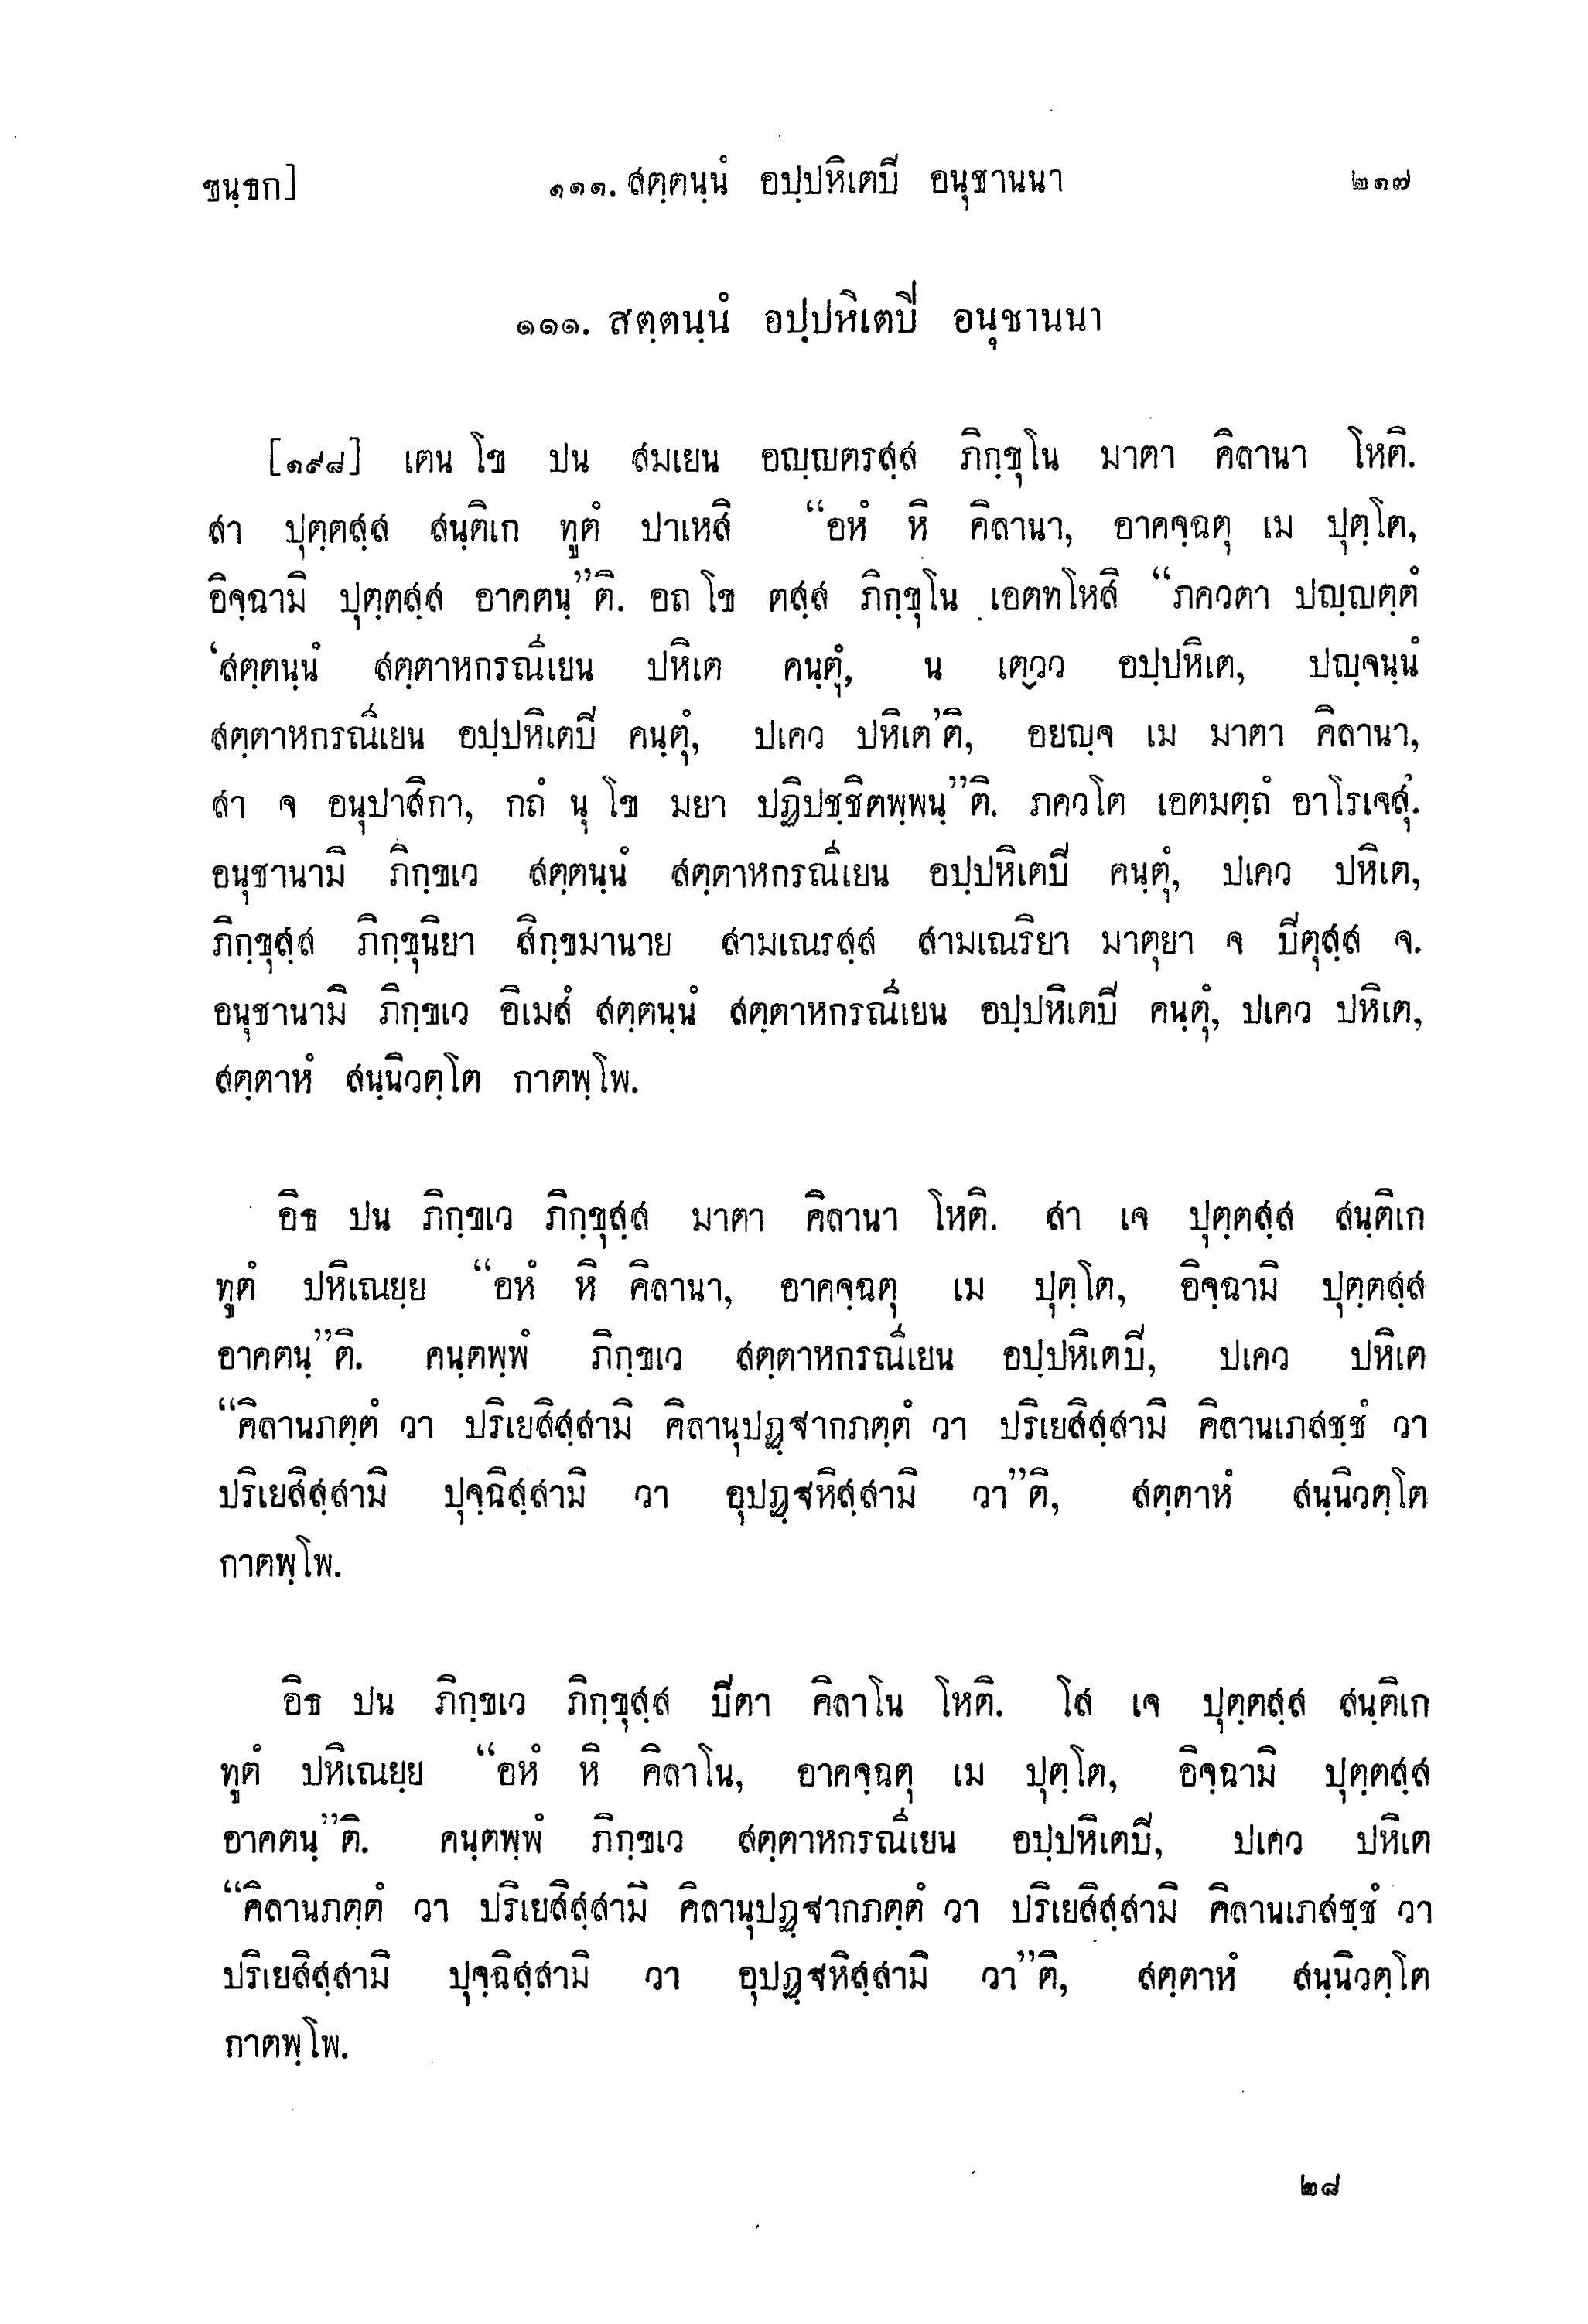 ขนฺธก]
๑๑๑. สตฺตนฺนํ อปฺปหิเตปี อนุชานนา
๒๑๗
๑๑๑. สตฺตนฺนํ อปฺปหิเตปี อนุชานนา
[๑๙๘] เตน โข ปน สมเยน อญฺญตรสฺส ภิกฺขุโน มาตา คิลานา โหติ.
สา ปุตฺตสฺส สนฺติเก ทูตํ ปาเหสิ “อหํ หิ คิลานา, อาคจฺฉตุ เม ปุตฺโต,
อิจฺฉามิ ปุตฺตสฺส อาคตนฺ”ติ. อถ โข ตสฺส ภิกฺขุโน เอตทโหสิ “ภควตา ปญฺญตฺตํ
‘สตฺตนฺนํ สตฺตาหกรณีเยน ปหิเต คนฺตุํ, น เตฺวว อปฺปหิเต, ปญฺจนฺนํ
สตฺตาหกรณีเยน อปฺปหิเตปี คนฺตุํ, ปเคว ปหิเต’ติ, อยญฺจ เม มาตา คิลานา,
สา จ อนุปาสิกา, กถํ นุ โข มยา ปฏิปชฺชิตพฺพนฺ”ติ. ภควโต เอตมตฺถํ อาโรเจสุํ.
อนุชานามิ ภิกฺขเว สตฺตนฺนํ สตฺตาหกรณีเยน อปฺปหิเตปี คนฺตุํ, ปเคว ปหิเต,
ภิกฺขุสฺส ภิกฺขุนิยา สิกฺขมานาย สามเณรสฺส สามเณริยา มาตุยา จ ปีตุสฺส จ.
อนุชานามิ ภิกฺขเว อิเมสํ สตฺตนฺนํ สตฺตาหกรณีเยน อปฺปหิเตปี คนฺตุํ, ปเคว ปหิเต,
สตฺตาหํ สนฺนิวตฺโต กาตพฺโพ.
อิธ ปน ภิกฺขเว ภิกฺขุสฺส มาตา คิลานา โหติ. สา เจ ปุตฺตสฺส สนฺติเก
ทูตํ ปหิเณยฺย “อหํ หิ คิลานา, อาคจฺฉตุ เม ปุตฺโต, อิจฺฉามิ ปุตฺตสฺส
อาคตนฺ”ติ. คนฺตพฺพํ ภิกฺขเว สตฺตาหกรณีเยน อปฺปหิเตปี, ปเคว ปหิเต
“คิลานภตฺตํ วา ปริเยสิสฺสามิ คิลานุปฏฺฐากภตฺตํ วา ปริเยสิสฺสามิ คิลานเภสชฺชํ วา
ปริเยสิสฺสามิ ปุจฺฉิสฺสามิ วา อุปฏฺฐหิสฺสามิ วา”ติ, สตฺตาหํ สนฺนิวตฺโต
กาตพฺโพ.
อิธ ปน ภิกฺขเว ภิกฺขุสฺส ปีตา คิลาโน โหติ. โส เจ ปุตฺตสฺส สนฺติเก
ทูตํ ปหิเณยฺย “อหํ หิ คิลาโน, อาคจฺฉตุ เม ปุตฺโต, อิจฺฉามิ ปุตฺตสฺส
อาคตนฺ”ติ. คนฺตพฺพํ ภิกฺขเว สตฺตาหกรณีเยน อปฺปหิเตปี, ปเคว ปหิเต
“คิลานภตฺตํ วา ปริเยสิสฺสามิ คิลานุปฏฺฐากภตฺตํ วา ปริเยสิสฺสามิ คิลานเภสชฺชํ วา
ปริเยสิสฺสามิ ปุจฺฉิสฺสามิ วา อุปฏฺฐหิสฺสามิ วา”ติ, สตฺตาหํ สนฺนิวตฺโต
กาตพฺโพ.
๒๘